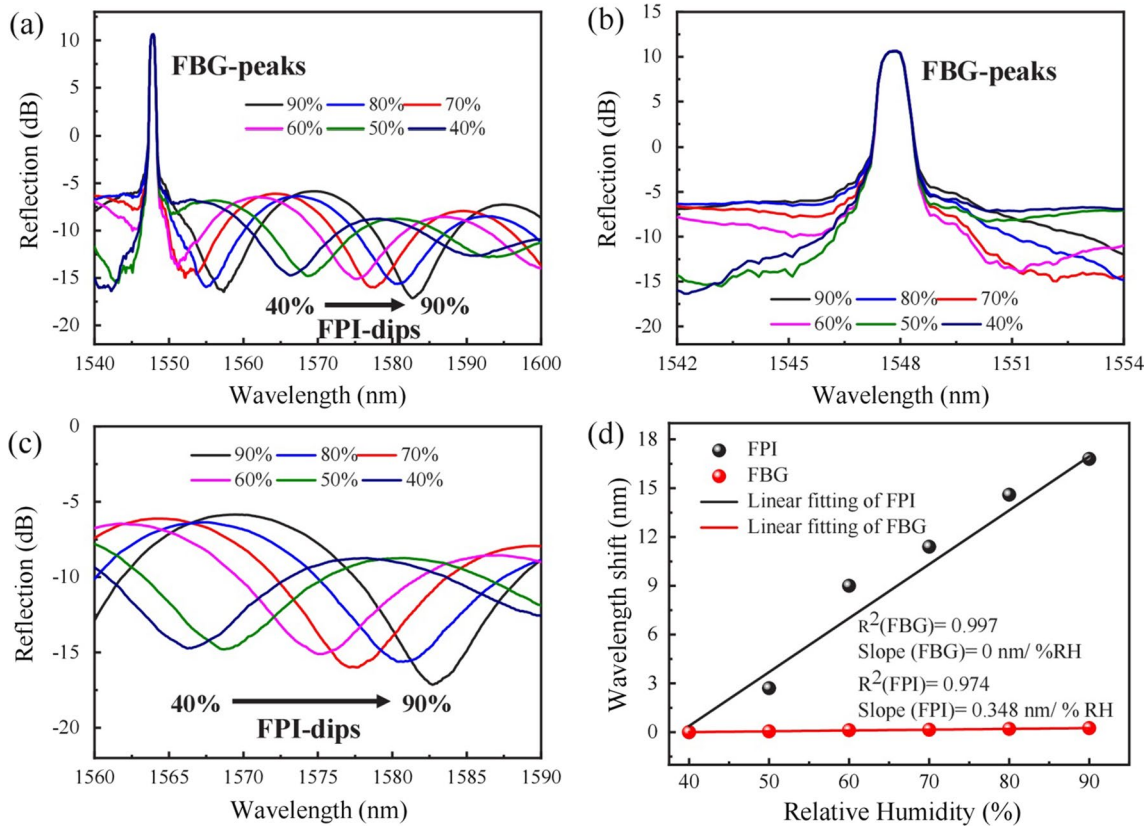 (a)
FBG-peaks
90% 80% 70%
60% 50% 40%
40% 90%
FPI-dips
Reflection (dB)
10
5
0
-5
-10
-15
-20
1540 1550 1560 1570 1580 1590 1600
Wavelength (nm)
(b)
FBG-peaks
90% 80% 70%
60% 50% 40%
Reflection (dB)
15
10
5
0
-5
-10
-15
-20
1542 1545 1548 1551 1554
Wavelength (nm)
(c)
90% 80% 70%
60% 50% 40%
40% 90%
FPI-dips
Reflection (dB)
0
-5
-10
-15
-20
1560 1565 1570 1575 1580 1585 1590
Wavelength (nm)
(d)
FPI
FBG
Linear fitting of FPI
Linear fitting of FBG
R²(FBG)= 0.997
Slope (FBG)= 0 nm/ %RH
R²(FPI)= 0.974
Slope (FPI)= 0.348 nm/ % RH
Wavelength shift (nm)
18
15
12
9
6
3
0
40 50 60 70 80 90
Relative Humidity (%)